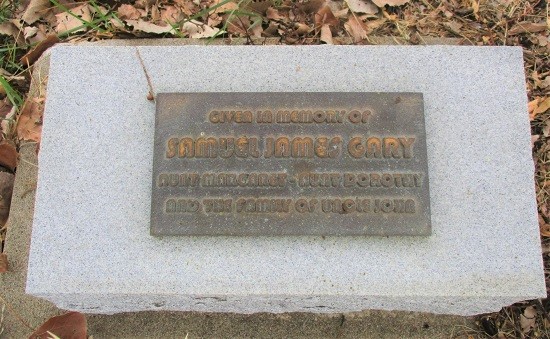 GIVEN IN MEMORY OF
SAMUEL JAMES GARY
AUNT MARGARET - AUNT DOROTHY
AND THE FAMILY OF UNCLE JOHN